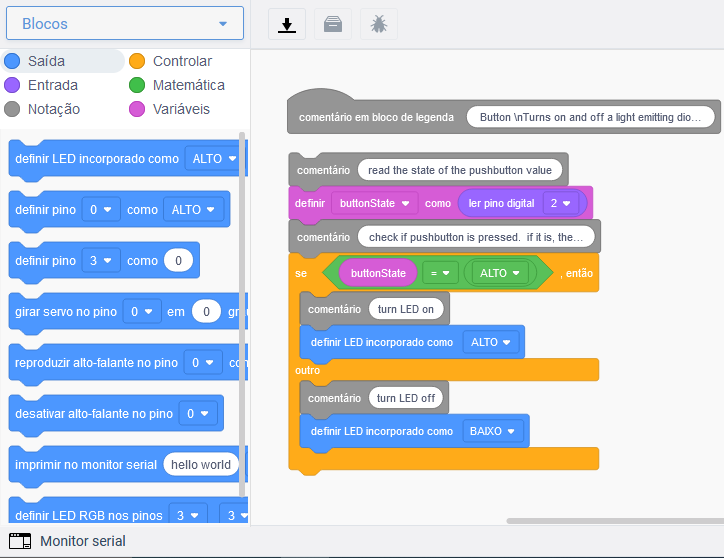 Blocos
Saída
Controlar
Entrada
Matemática
Notação
Variáveis
definir LED incorporado como ALTO
definir pino 0 como ALTO
definir pino 3 como 0
girar servo no pino 0 em 0
reproduzir alto-falante no pino 0
desativar alto-falante no pino 0
imprimir no monitor serial hello world
definir LED RGB nos pinos 3 3
comentário em bloco de legenda Button \nTurns on and off a light emitting dio...
comentário read the state of the pushbutton value
definir buttonState como ler pino digital 2
comentário check if pushbutton is pressed. if it is, the...
se buttonState = ALTO , então
comentário turn LED on
definir LED incorporado como ALTO
outro
comentário turn LED off
definir LED incorporado como BAIXO
Monitor serial